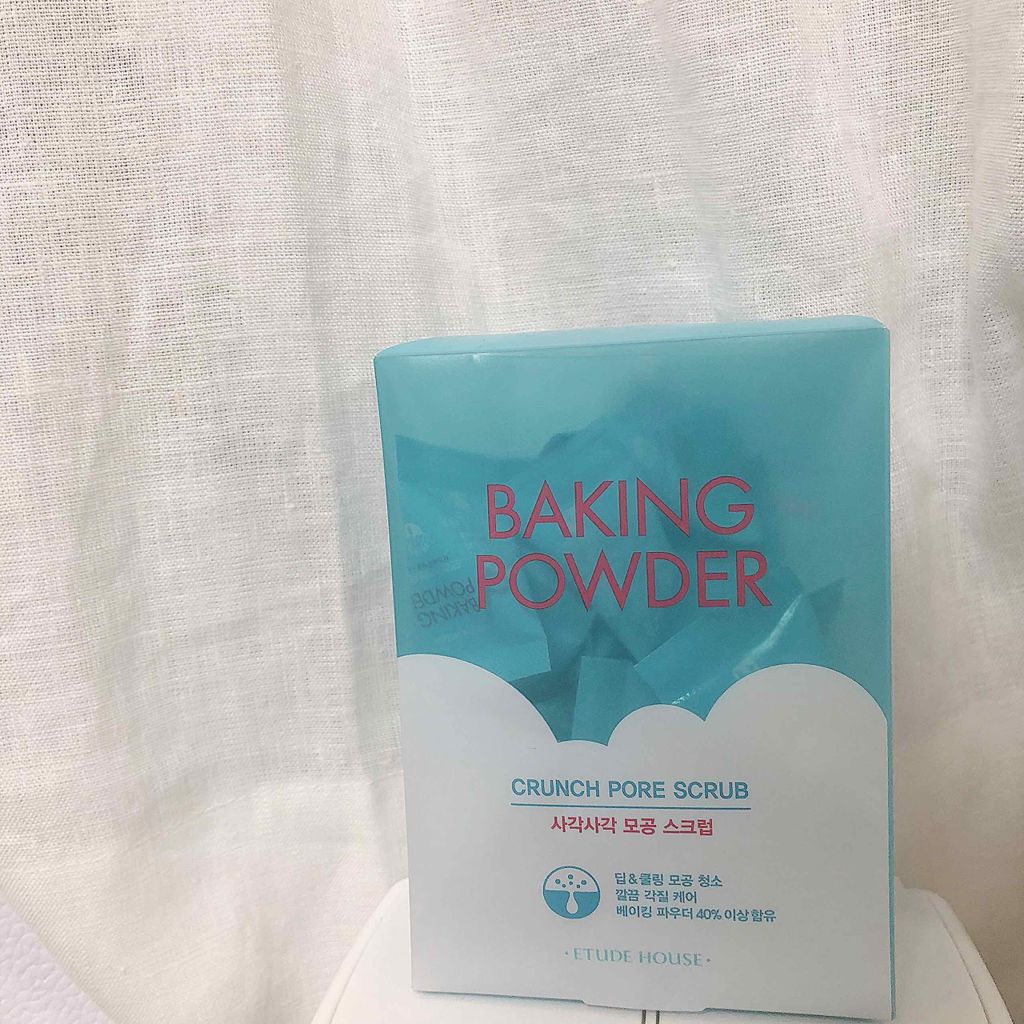 BAKING
POWDER
BAKING
POWDE
CRUNCH PORE SCRUB
사각사각 모공 스크럽
딥&쿨링 모공 청소
깔끔 각질 케어
베이킹 파우더 40% 이상 함유
·ETUDE HOUSE·